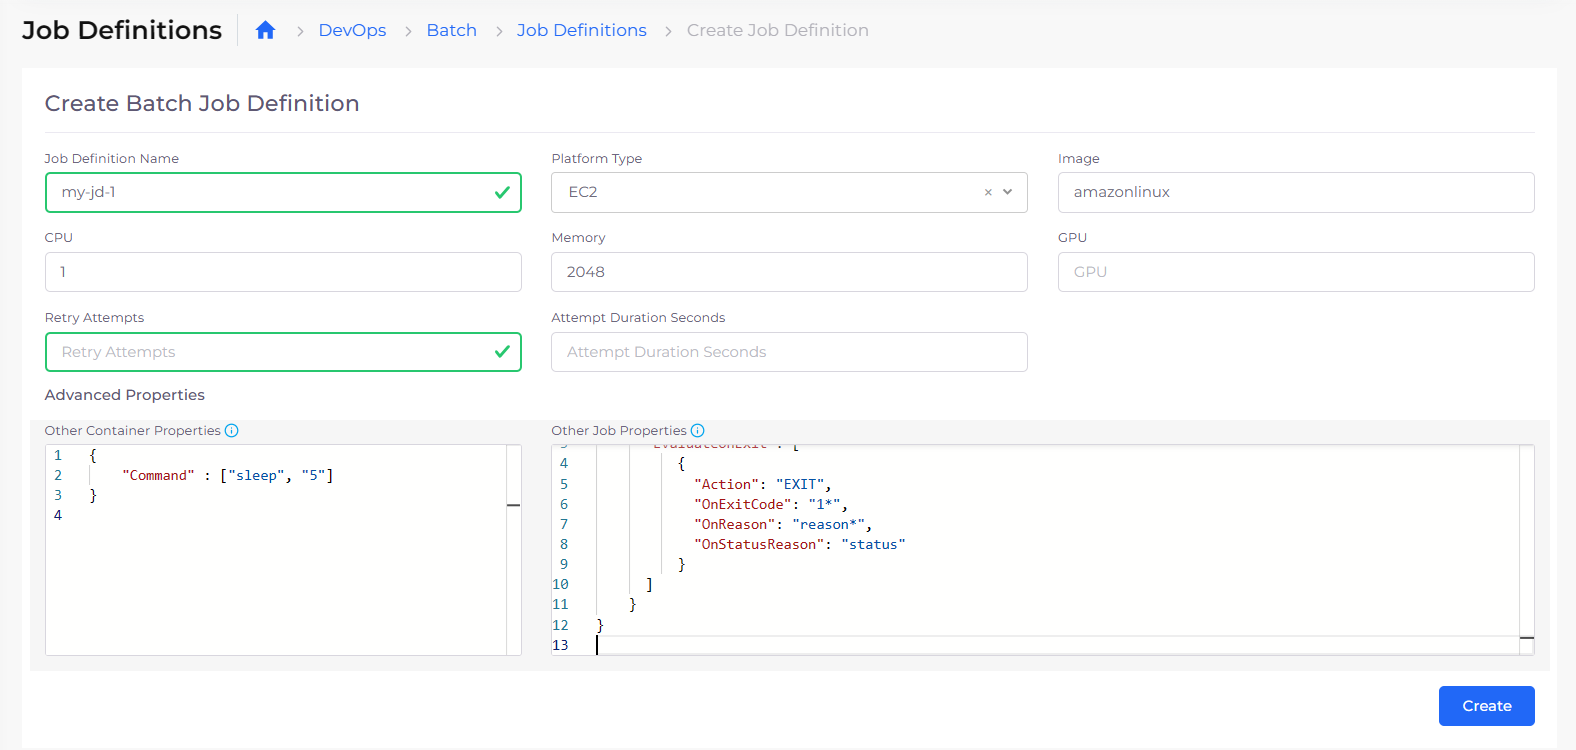 Job Definitions > DevOps > Batch > Job Definitions > Create Job Definition
Create Batch Job Definition
Job Definition Name
my-jd-1
Platform Type
EC2
Image
amazonlinux
CPU
1
Memory
2048
GPU
GPU
Retry Attempts
Retry Attempts
Attempt Duration Seconds
Attempt Duration Seconds
Advanced Properties
Other Container Properties
1 {
2 "Command" : ["sleep", "5"]
3 }
4
Other Job Properties
4 {
5 "Action": "EXIT",
6 "OnExitCode": "1*",
7 "OnReason": "reason*",
8 "OnStatusReason": "status"
9 }
10 ]
11 }
12 }
13
Create